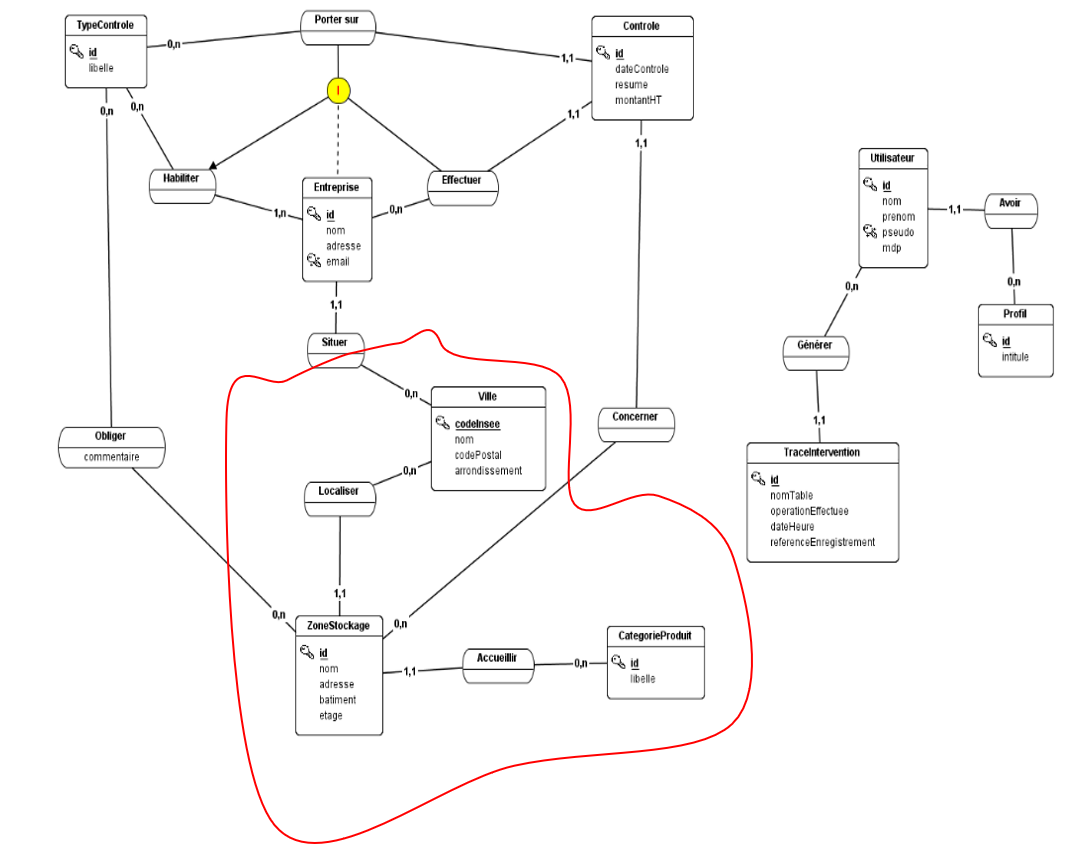 TypeControle
id
libelle
0,n
0,n
0,n
Porter sur
1,1
I
Controle
id
dateControle
resume
montantHT
1,1
1,1
Habiliter
1,n
Effectuer
0,n
Entreprise
id
nom
adresse
email
1,1
Situer
0,n
Ville
codeInsee
nom
codePostal
arrondissement
0,n
Localiser
1,1
Concerner
0,n
Obliger
commentaire
0,n
ZoneStockage
id
nom
adresse
batiment
etage
1,1
Accueillir
0,n
CategorieProduit
id
libelle
Utilisateur
id
nom
prenom
pseudo
mdp
1,1
Avoir
0,n
Profil
id
intitule
0,n
Générer
1,1
TraceIntervention
id
nomTable
operationEffectuee
dateHeure
referenceEnregistrement